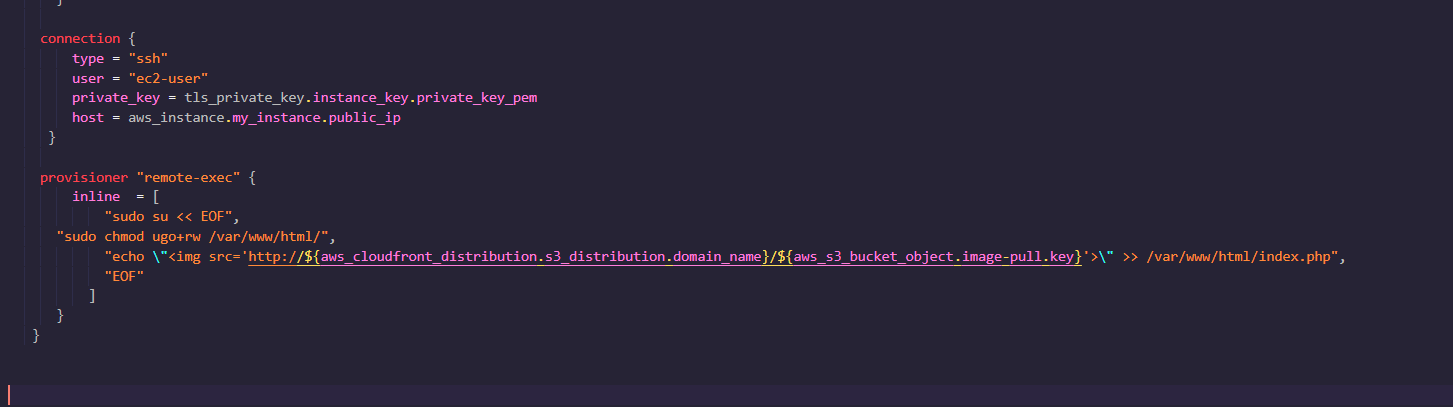 }
connection {
type = "ssh"
user = "ec2-user"
private_key = tls_private_key.instance_key.private_key_pem
host = aws_instance.my_instance.public_ip
}
provisioner "remote-exec" {
inline  = [
"sudo su << EOF",
"sudo chmod ugo+rw /var/www/html/",
"echo \"<img src='http://${aws_cloudfront_distribution.s3_distribution.domain_name}/${aws_s3_bucket_object.image-pull.key}'>\" >> /var/www/html/index.php",
"EOF"
]
}
}